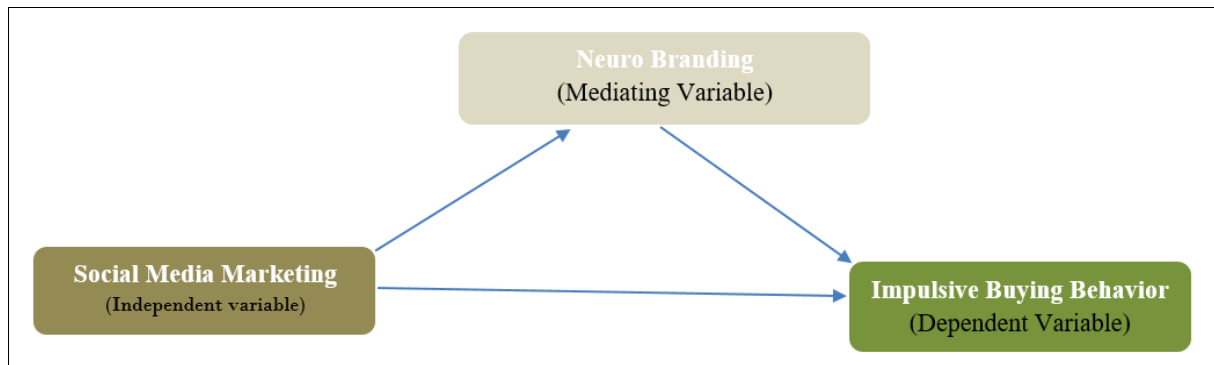 Neuro Branding
(Mediating Variable)
Social Media Marketing
(Independent variable)
Impulsive Buying Behavior
(Dependent Variable)